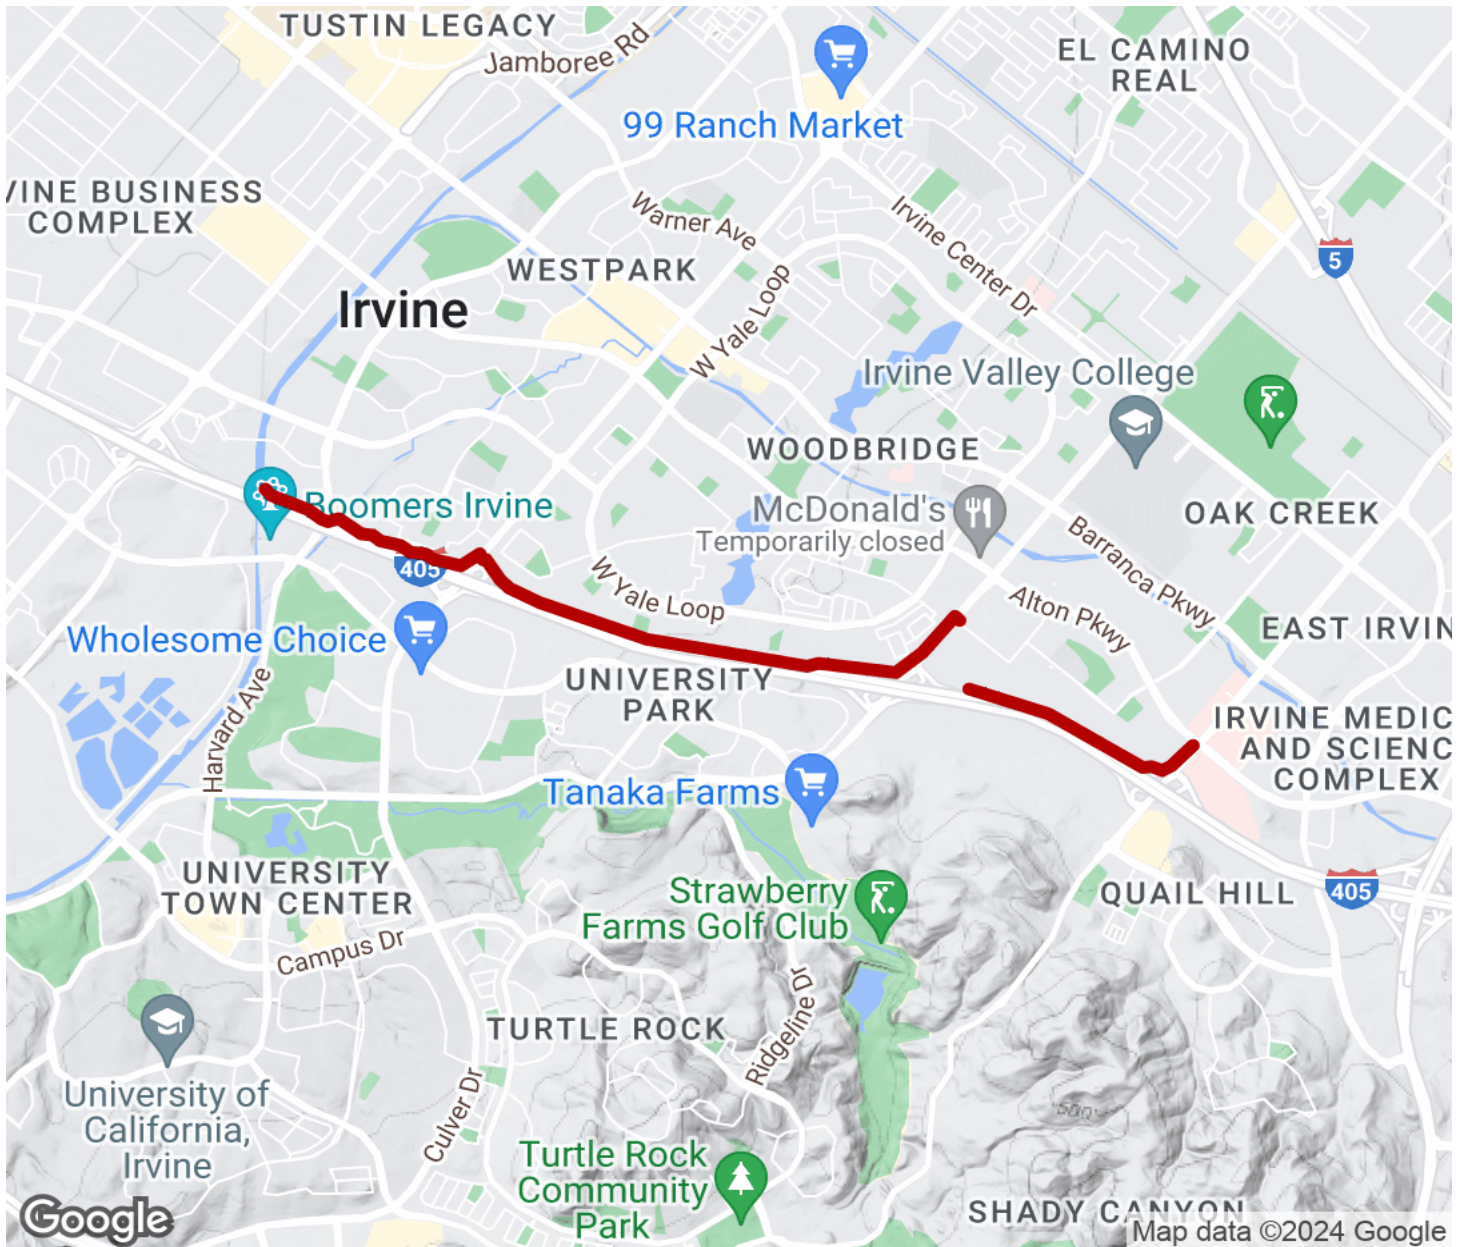 TUSTIN LEGACY
Jamboree Rd
EL CAMINO
REAL
99 Ranch Market
VINE BUSINESS
COMPLEX
Warner Ave
Irvine Center Dr
5
WESTPARK
Irvine
W Yale Loop
Irvine Valley College
WOODBRIDGE
McDonald's
Temporarily closed
OAK CREEK
Boomers Irvine
Barranca Pkwy
405
W Yale Loop
Alton Pkwy
Wholesome Choice
EAST IRVIN
UNIVERSITY
PARK
Harvard Ave
IRVINE MEDIC
AND SCIENC
COMPLEX
Tanaka Farms
UNIVERSITY
TOWN CENTER
Strawberry
Farms Golf Club
QUAIL HILL
405
Campus Dr
Ridgeline Dr
TURTLE ROCK
University of
California,
Irvine
Culver Dr
Turtle Rock
Community
Park
SHADY CANYON
Google
Map data ©2024 Google